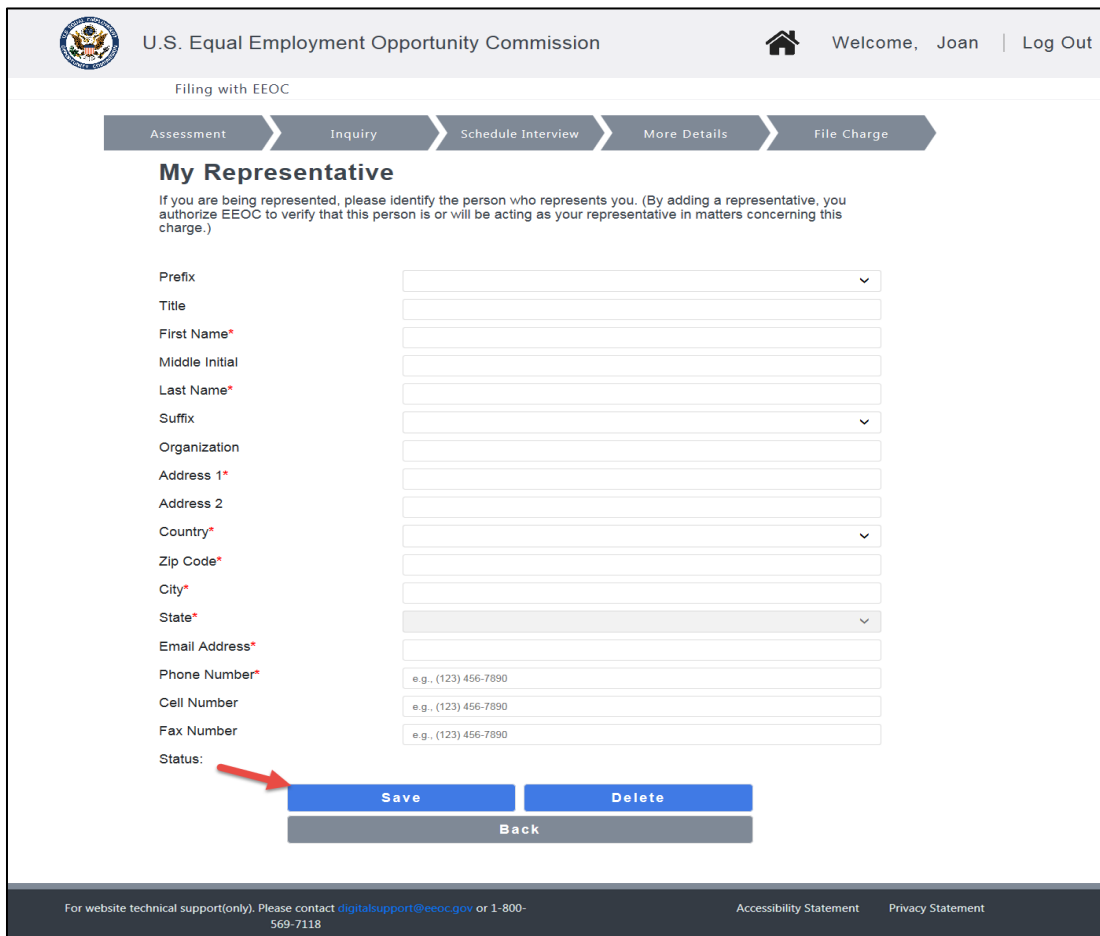 U.S. Equal Employment Opportunity Commission
Welcome, Joan | Log Out
Filing with EEOC
Assessment
Inquiry
Schedule Interview
More Details
File Charge
My Representative
If you are being represented, please identify the person who represents you. (By adding a representative, you
authorize EEOC to verify that this person is or will be acting as your representative in matters concerning this
charge.)
Prefix
Title
First Name*
Middle Initial
Last Name*
Suffix
Organization
Address 1*
Address 2
Country*
Zip Code*
City*
State*
Email Address*
Phone Number* e.g., (123) 456-7890
Cell Number e.g., (123) 456-7890
Fax Number e.g., (123) 456-7890
Status:
Save
Delete
Back
For website technical support(only). Please contact digitalsupport@eeoc.gov or 1-800-
569-7118
Accessibility Statement
Privacy Statement